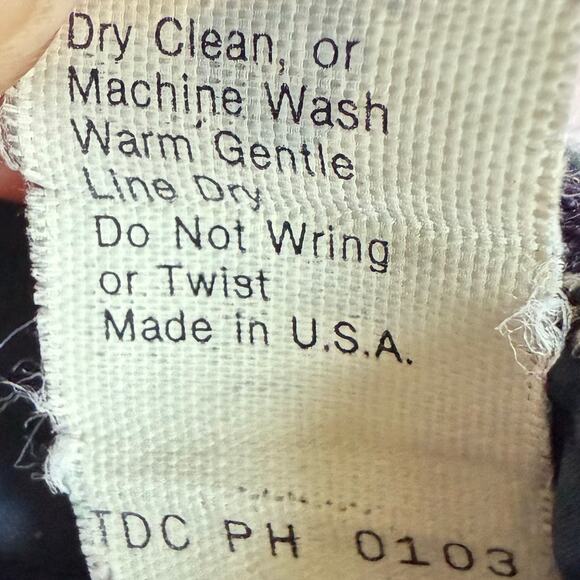 Dry Clean, or
Machine Wash
Warm Gentle
Line Dry
Do Not Wring
or Twist
Made in U.S.A.
TDC PH 0103